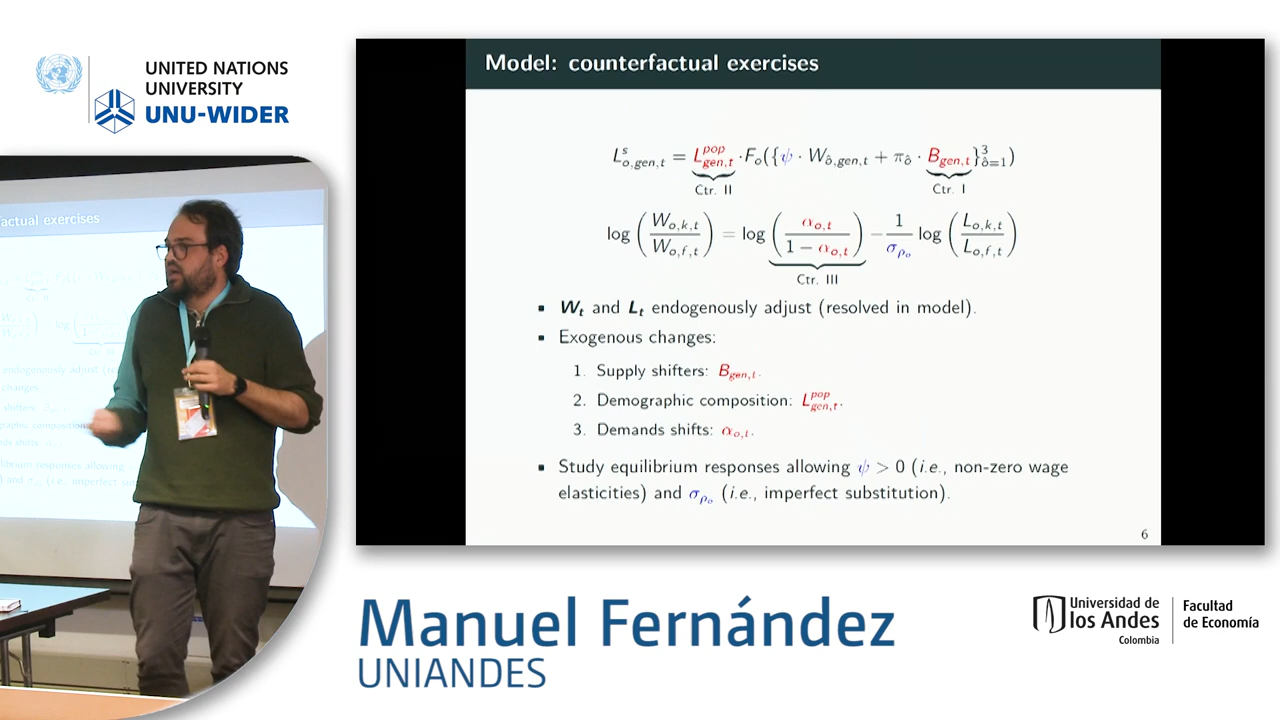 UNITED NATIONS
UNIVERSITY
UNU-WIDER
Model: counterfactual exercises
L^s_{o,gen,t} = L^{pop}_{gen,t} · F_o({ψ · W_{ô,gen,t} + π_ô · B_{gen,t}}^3_{ô=1})
Ctr. II Ctr. I
log (W_{o,k,t} / W_{o,f,t}) = log (α_{o,t} / 1 − α_{o,t}) − 1/σ_{ρ_o} log (L_{o,k,t} / L_{o,f,t})
Ctr. III
▪ W_t and L_t endogenously adjust (resolved in model).
▪ Exogenous changes:
1. Supply shifters: B_{gen,t}.
2. Demographic composition: L^{pop}_{gen,t}.
3. Demands shifts: α_{o,t}.
▪ Study equilibrium responses allowing ψ > 0 (i.e., non-zero wage
elasticities) and σ_{ρ_o} (i.e., imperfect substitution).
6
actual exercises
Manuel Fernández
UNIANDES
Universidad de
los Andes
Colombia
Facultad
de Economía